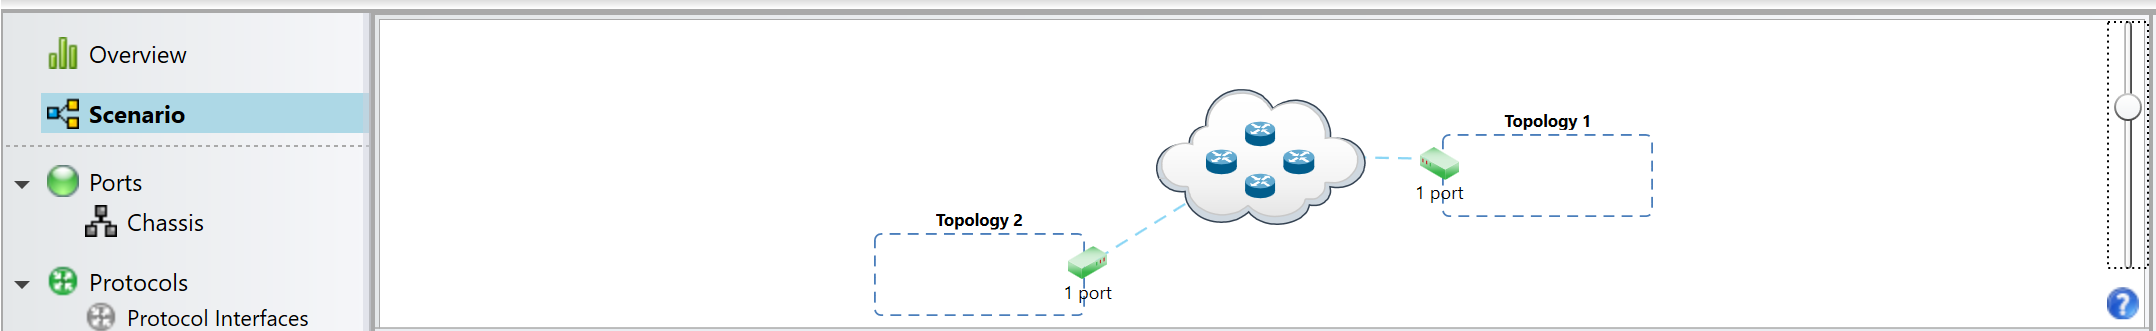 Overview
Scenario
Ports
Chassis
Protocols
Protocol Interfaces
Topology 1
1 port
Topology 2
1 port
?